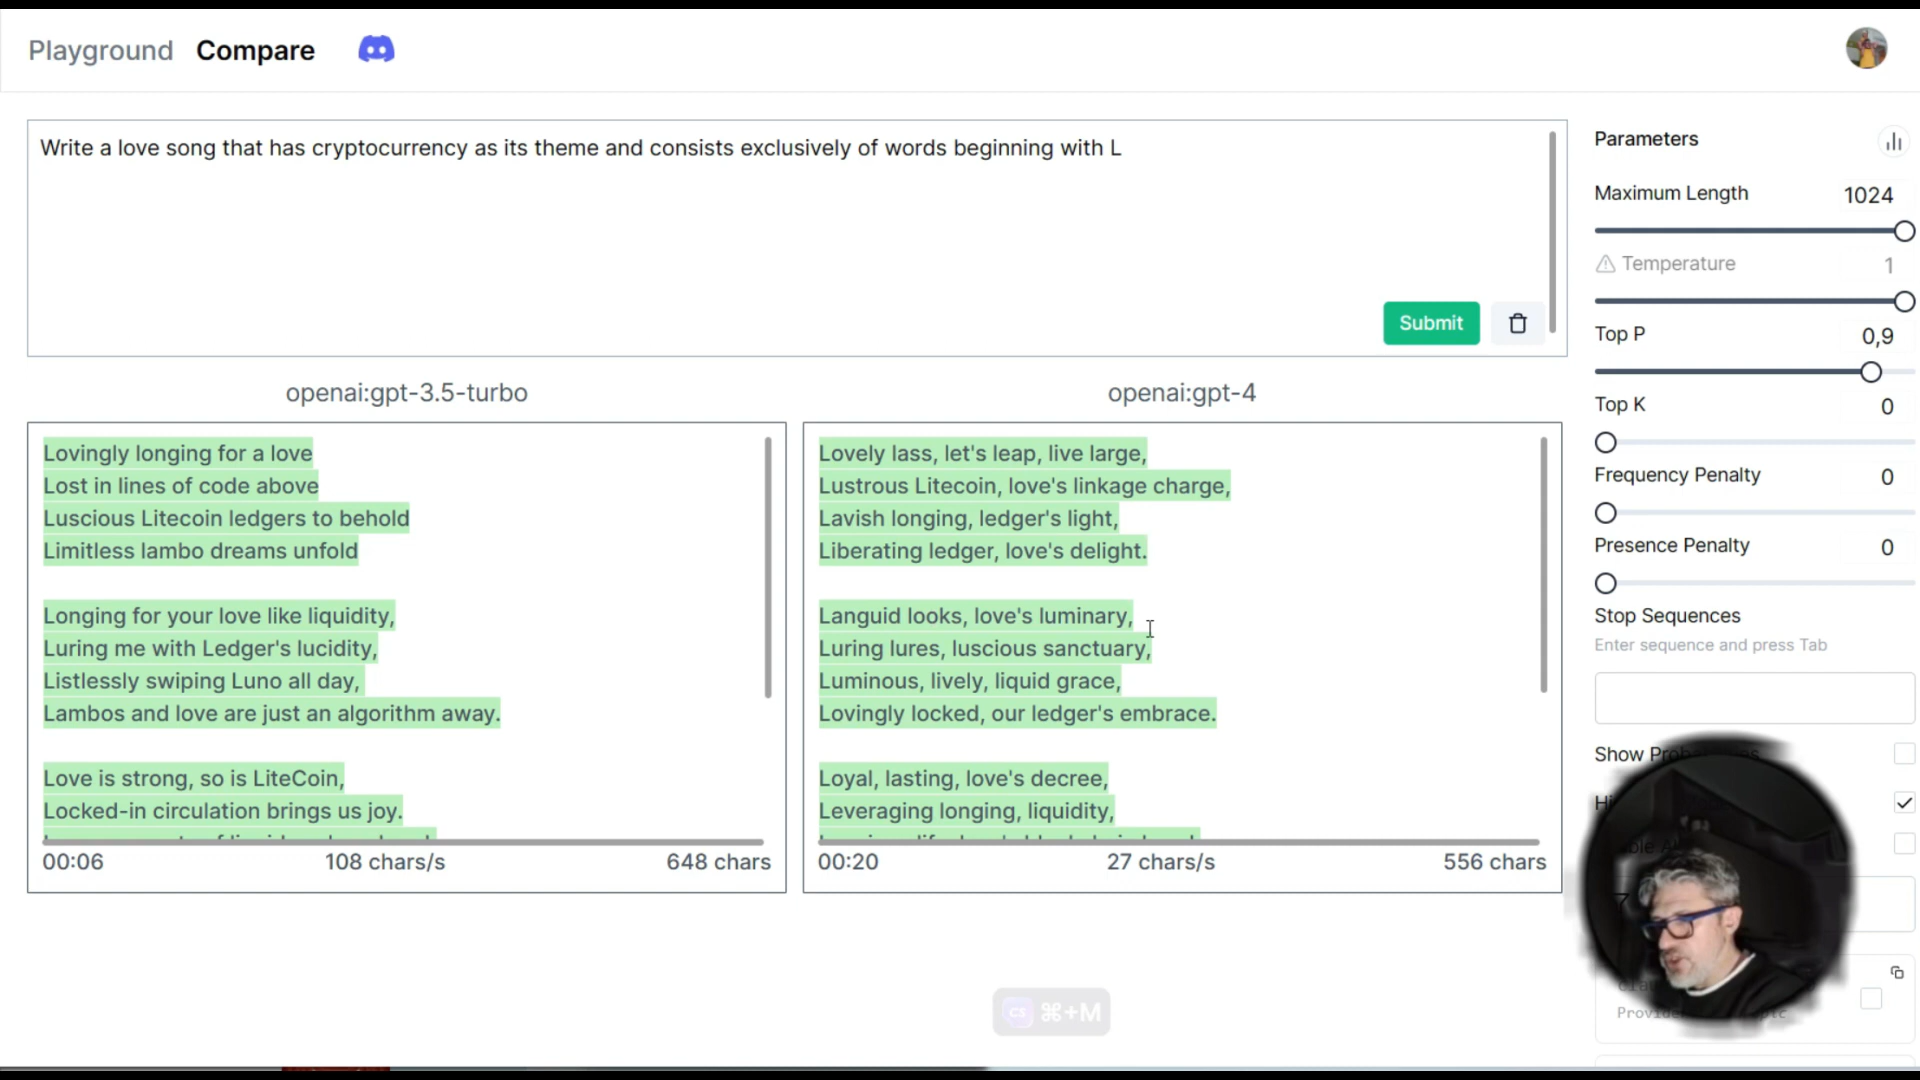 Playground Compare
Write a love song that has cryptocurrency as its theme and consists exclusively of words beginning with L
Submit
openai:gpt-3.5-turbo
Lovingly longing for a love
Lost in lines of code above
Luscious Litecoin ledgers to behold
Limitless lambo dreams unfold
Longing for your love like liquidity,
Luring me with Ledger's lucidity,
Listlessly swiping Luno all day,
Lambos and love are just an algorithm away.
Love is strong, so is LiteCoin,
Locked-in circulation brings us joy.
00:06 108 chars/s 648 chars
openai:gpt-4
Lovely lass, let's leap, live large,
Lustrous Litecoin, love's linkage charge,
Lavish longing, ledger's light,
Liberating ledger, love's delight.
Languid looks, love's luminary,
Luring lures, luscious sanctuary,
Luminous, lively, liquid grace,
Lovingly locked, our ledger's embrace.
Loyal, lasting, love's decree,
Leveraging longing, liquidity,
00:20 27 chars/s 556 chars
Parameters
Maximum Length 1024
Temperature 1
Top P 0,9
Top K 0
Frequency Penalty 0
Presence Penalty 0
Stop Sequences
Enter sequence and press Tab
Show
CS ⌘+M